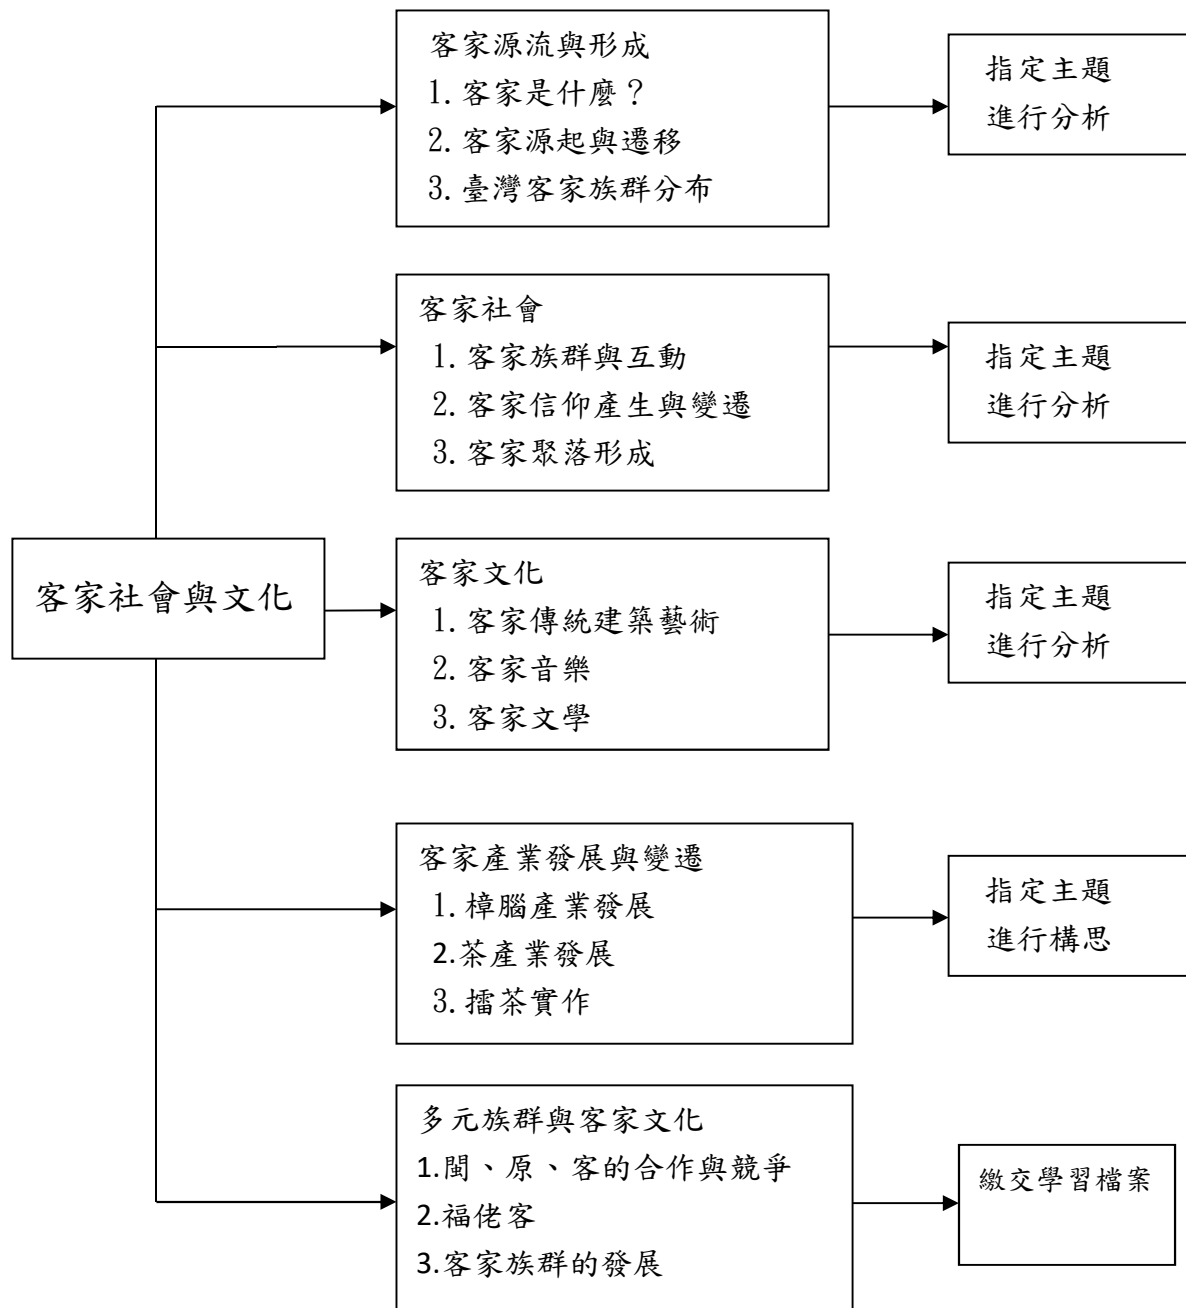 客家源流與形成
1. 客家是什麼？
2. 客家源起與遷移
3. 臺灣客家族群分布
指定主題
進行分析
客家社會
1. 客家族群與互動
2. 客家信仰產生與變遷
3. 客家聚落形成
指定主題
進行分析
客家社會與文化
客家文化
1. 客家傳統建築藝術
2. 客家音樂
3. 客家文學
指定主題
進行分析
客家產業發展與變遷
1. 樟腦產業發展
2.茶產業發展
3. 擂茶實作
指定主題
進行構思
多元族群與客家文化
1.閩、原、客的合作與競爭
2.福佬客
3.客家族群的發展
繳交學習檔案